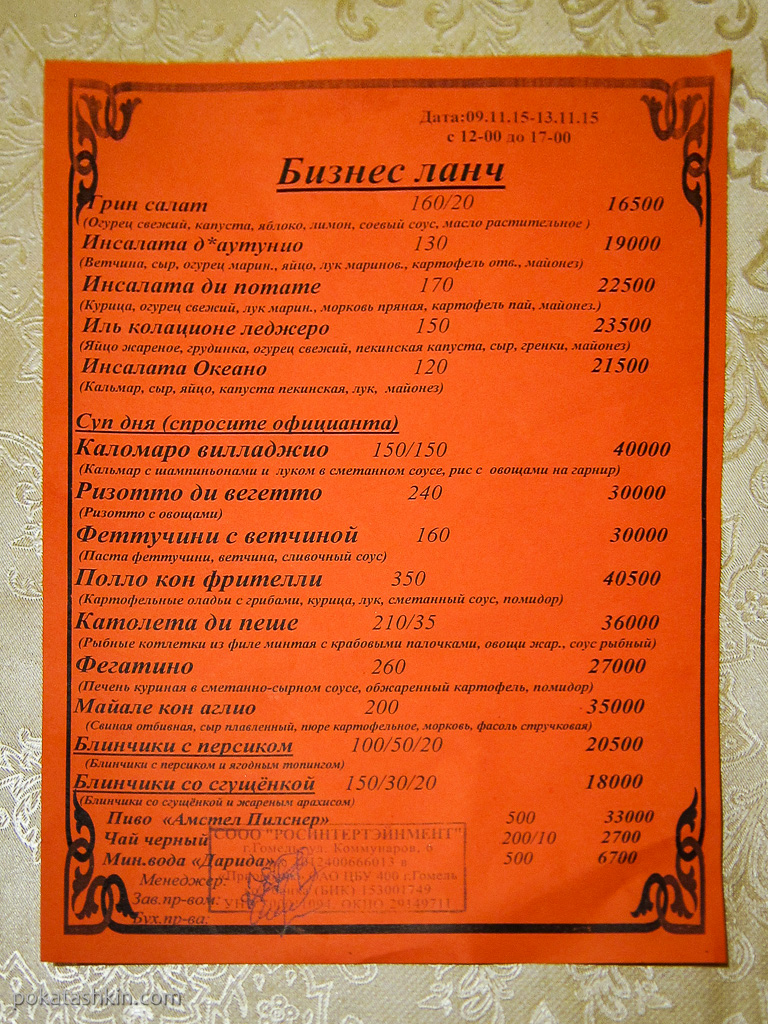 Дата:09.11.15-13.11.15
с 12-00 до 17-00
Бизнес ланч
Грин салат 160/20 16500
(Огурец свежий, капуста, яблоко, лимон, соевый соус, масло растительное )
Инсалата д*аутунио 130 19000
(Ветчина, сыр, огурец марин., яйцо, лук маринов., картофель отв., майонез)
Инсалата ди потате 170 22500
(Курица, огурец свежий, лук марин., морковь пряная, картофель пай, майонез.)
Иль колационе леджеро 150 23500
(Яйцо жареное, грудинка, огурец свежий, пекинская капуста, сыр, гренки, майонез)
Инсалата Океано 120 21500
(Кальмар, сыр, яйцо, капуста пекинская, лук, майонез)
Суп дня (спросите официанта)
Каломаро вилладжио 150/150 40000
(Кальмар с шампиньонами и луком в сметанном соусе, рис с овощами на гарнир)
Ризотто ди вегетто 240 30000
(Ризотто с овощами)
Феттучини с ветчиной 160 30000
(Паста феттучини, ветчина, сливочный соус)
Полло кон фрителли 350 40500
(Картофельные оладьи с грибами, курица, лук, сметанный соус, помидор)
Католета ди пеше 210/35 36000
(Рыбные котлетки из филе минтая с крабовыми палочками, овощи жар., соус рыбный)
Фегатино 260 27000
(Печень куриная в сметанно-сырном соусе, обжаренный картофель, помидор)
Майале кон аглио 200 35000
(Свиная отбивная, сыр плавленный, пюре картофельное, морковь, фасоль стручковая)
Блинчики с персиком 100/50/20 20500
(Блинчики с персиком и ягодным топингом)
Блинчики со сгущёнкой 150/30/20 18000
(Блинчики со сгущёнкой и жареным арахисом)
Пиво «Амстел Пилснер» 500 33000
Чай черный 200/10 2700
Мин.вода «Дарида» 500 6700
Менеджер:
Зав.пр-вом:
Бух.пр-ва:
СООО "РОСИНТЕРТЭЙНМЕНТ"
г.Гомель, ул. Коммунаров, 6
12400666013 в
ОАО ЦБУ 400 г.Гомель
(БИК) 153001749
ОКПО 29149711
pokatashkin.com